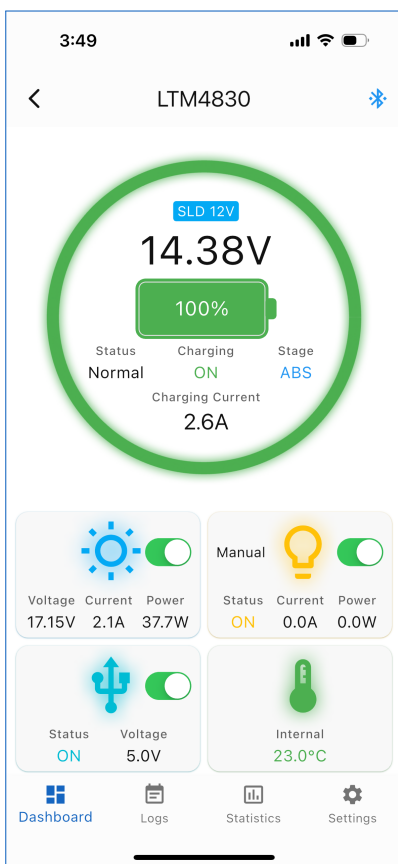 3:49
LTM4830
SLD 12V
14.38V
100%
Status Charging Stage
Normal ON ABS
Charging Current
2.6A
Voltage Current Power
17.15V 2.1A 37.7W
Manual
Status Current Power
ON 0.0A 0.0W
Status Voltage
ON 5.0V
Internal
23.0°C
Dashboard Logs Statistics Settings